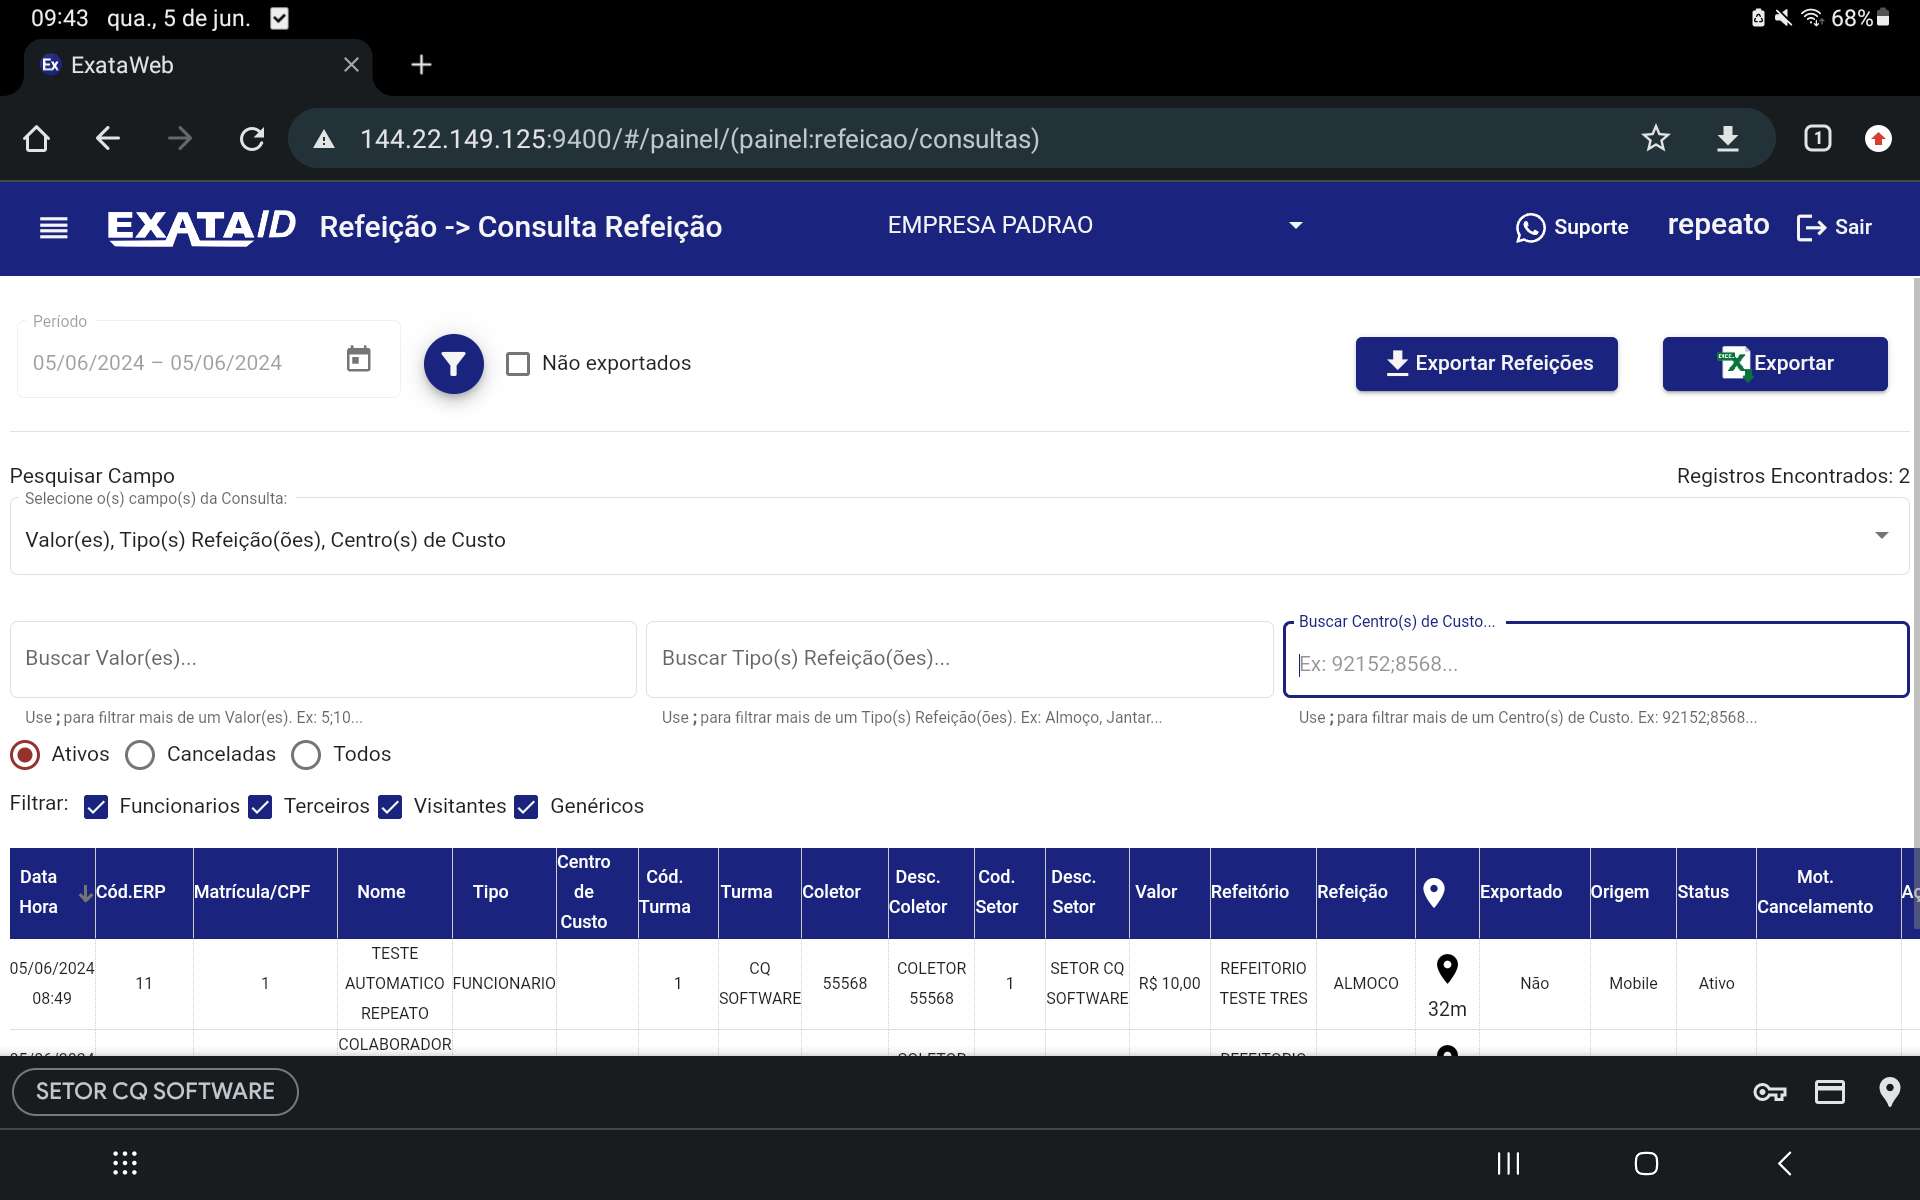 09:43 qua., 5 de jun. 68%
Ex ExataWeb
144.22.149.125:9400/#/painel/(painel:refeicao/consultas) 1
EXATA/ID Refeição -> Consulta Refeição EMPRESA PADRAO Suporte repeato Sair
Período
05/06/2024 – 05/06/2024 Não exportados Exportar Refeições Exportar
Pesquisar Campo Registros Encontrados: 2
Selecione o(s) campo(s) da Consulta:
Valor(es), Tipo(s) Refeição(ões), Centro(s) de Custo
Buscar Centro(s) de Custo...
Buscar Valor(es)... Buscar Tipo(s) Refeição(ões)... Ex: 92152;8568...
Use ; para filtrar mais de um Valor(es). Ex: 5;10... Use ; para filtrar mais de um Tipo(s) Refeição(ões). Ex: Almoço, Jantar... Use ; para filtrar mais de um Centro(s) de Custo. Ex: 92152;8568...
Ativos Canceladas Todos
Filtrar: Funcionarios Terceiros Visitantes Genéricos
Data Hora Cód.ERP Matrícula/CPF Nome Tipo Centro de Custo Cód. Turma Turma Coletor Desc. Coletor Cod. Setor Desc. Setor Valor Refeitório Refeição Exportado Origem Status Mot. Cancelamento
05/06/2024 08:49 11 1 TESTE AUTOMATICO REPEATO FUNCIONARIO 1 CQ SOFTWARE 55568 COLETOR 55568 1 SETOR CQ SOFTWARE R$ 10,00 REFEITORIO TESTE TRES ALMOCO 32m Não Mobile Ativo
COLABORADOR
SETOR CQ SOFTWARE